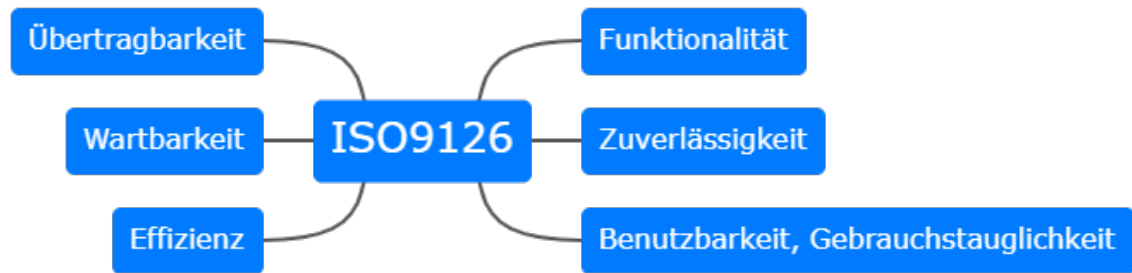 Übertragbarkeit
Funktionalität
Wartbarkeit
ISO9126
Zuverlässigkeit
Effizienz
Benutzbarkeit, Gebrauchstauglichkeit